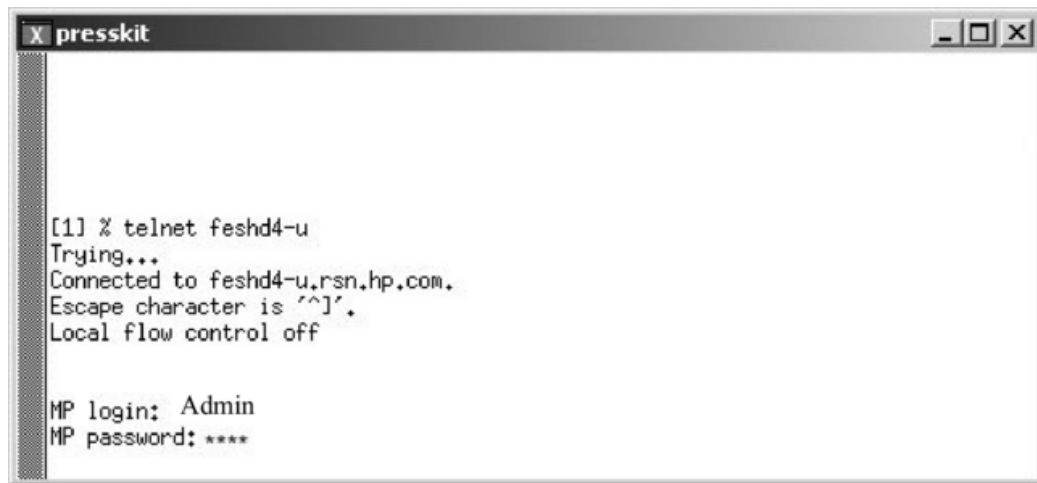 X presskit
[1] % telnet feshd4-u
Trying...
Connected to feshd4-u.rsn.hp.com.
Escape character is '^]'.
Local flow control off
MP login: Admin
MP password: ****